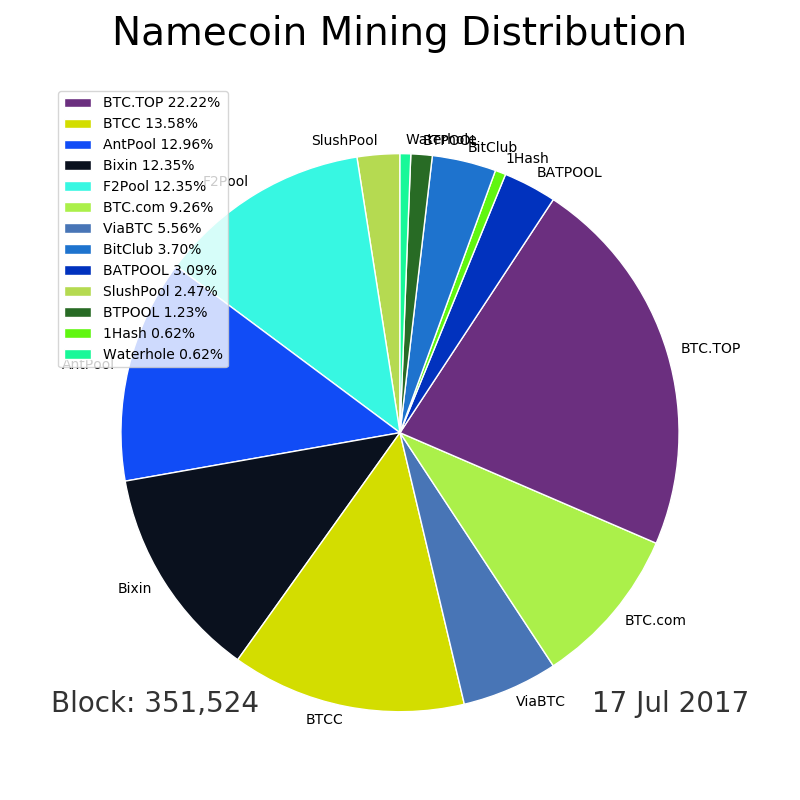 Namecoin Mining Distribution
BTC.TOP 22.22%
BTCC 13.58%
AntPool 12.96%
Bixin 12.35%
F2Pool 12.35%
BTC.com 9.26%
ViaBTC 5.56%
BitClub 3.70%
BATPOOL 3.09%
SlushPool 2.47%
BTPOOL 1.23%
1Hash 0.62%
Waterhole 0.62%
SlushPool
Waterhole
BTPOOL
BitClub
1Hash
BATPOOL
F2Pool
BTC.TOP
AntPool
Bixin
BTC.com
ViaBTC
BTCC
Block: 351,524
17 Jul 2017